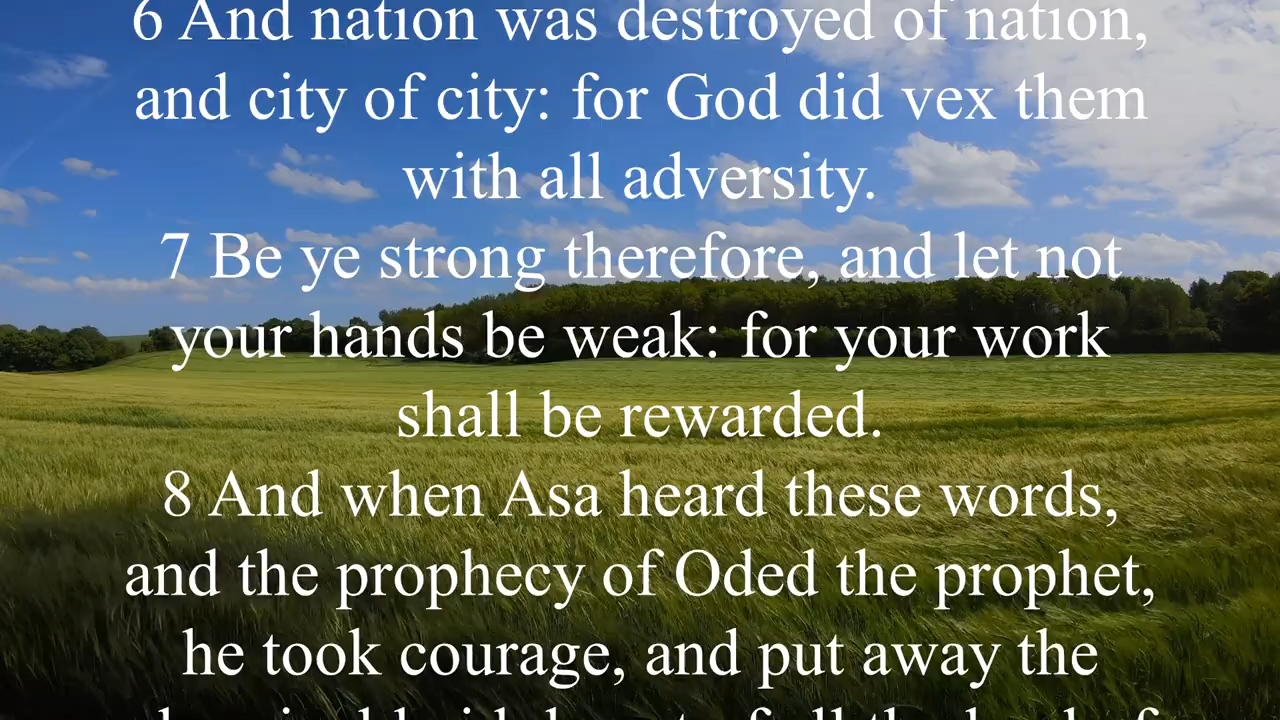 6 And nation was destroyed of nation,
and city of city: for God did vex them
with all adversity.
7 Be ye strong therefore, and let not
your hands be weak: for your work
shall be rewarded.
8 And when Asa heard these words,
and the prophecy of Oded the prophet,
he took courage, and put away the